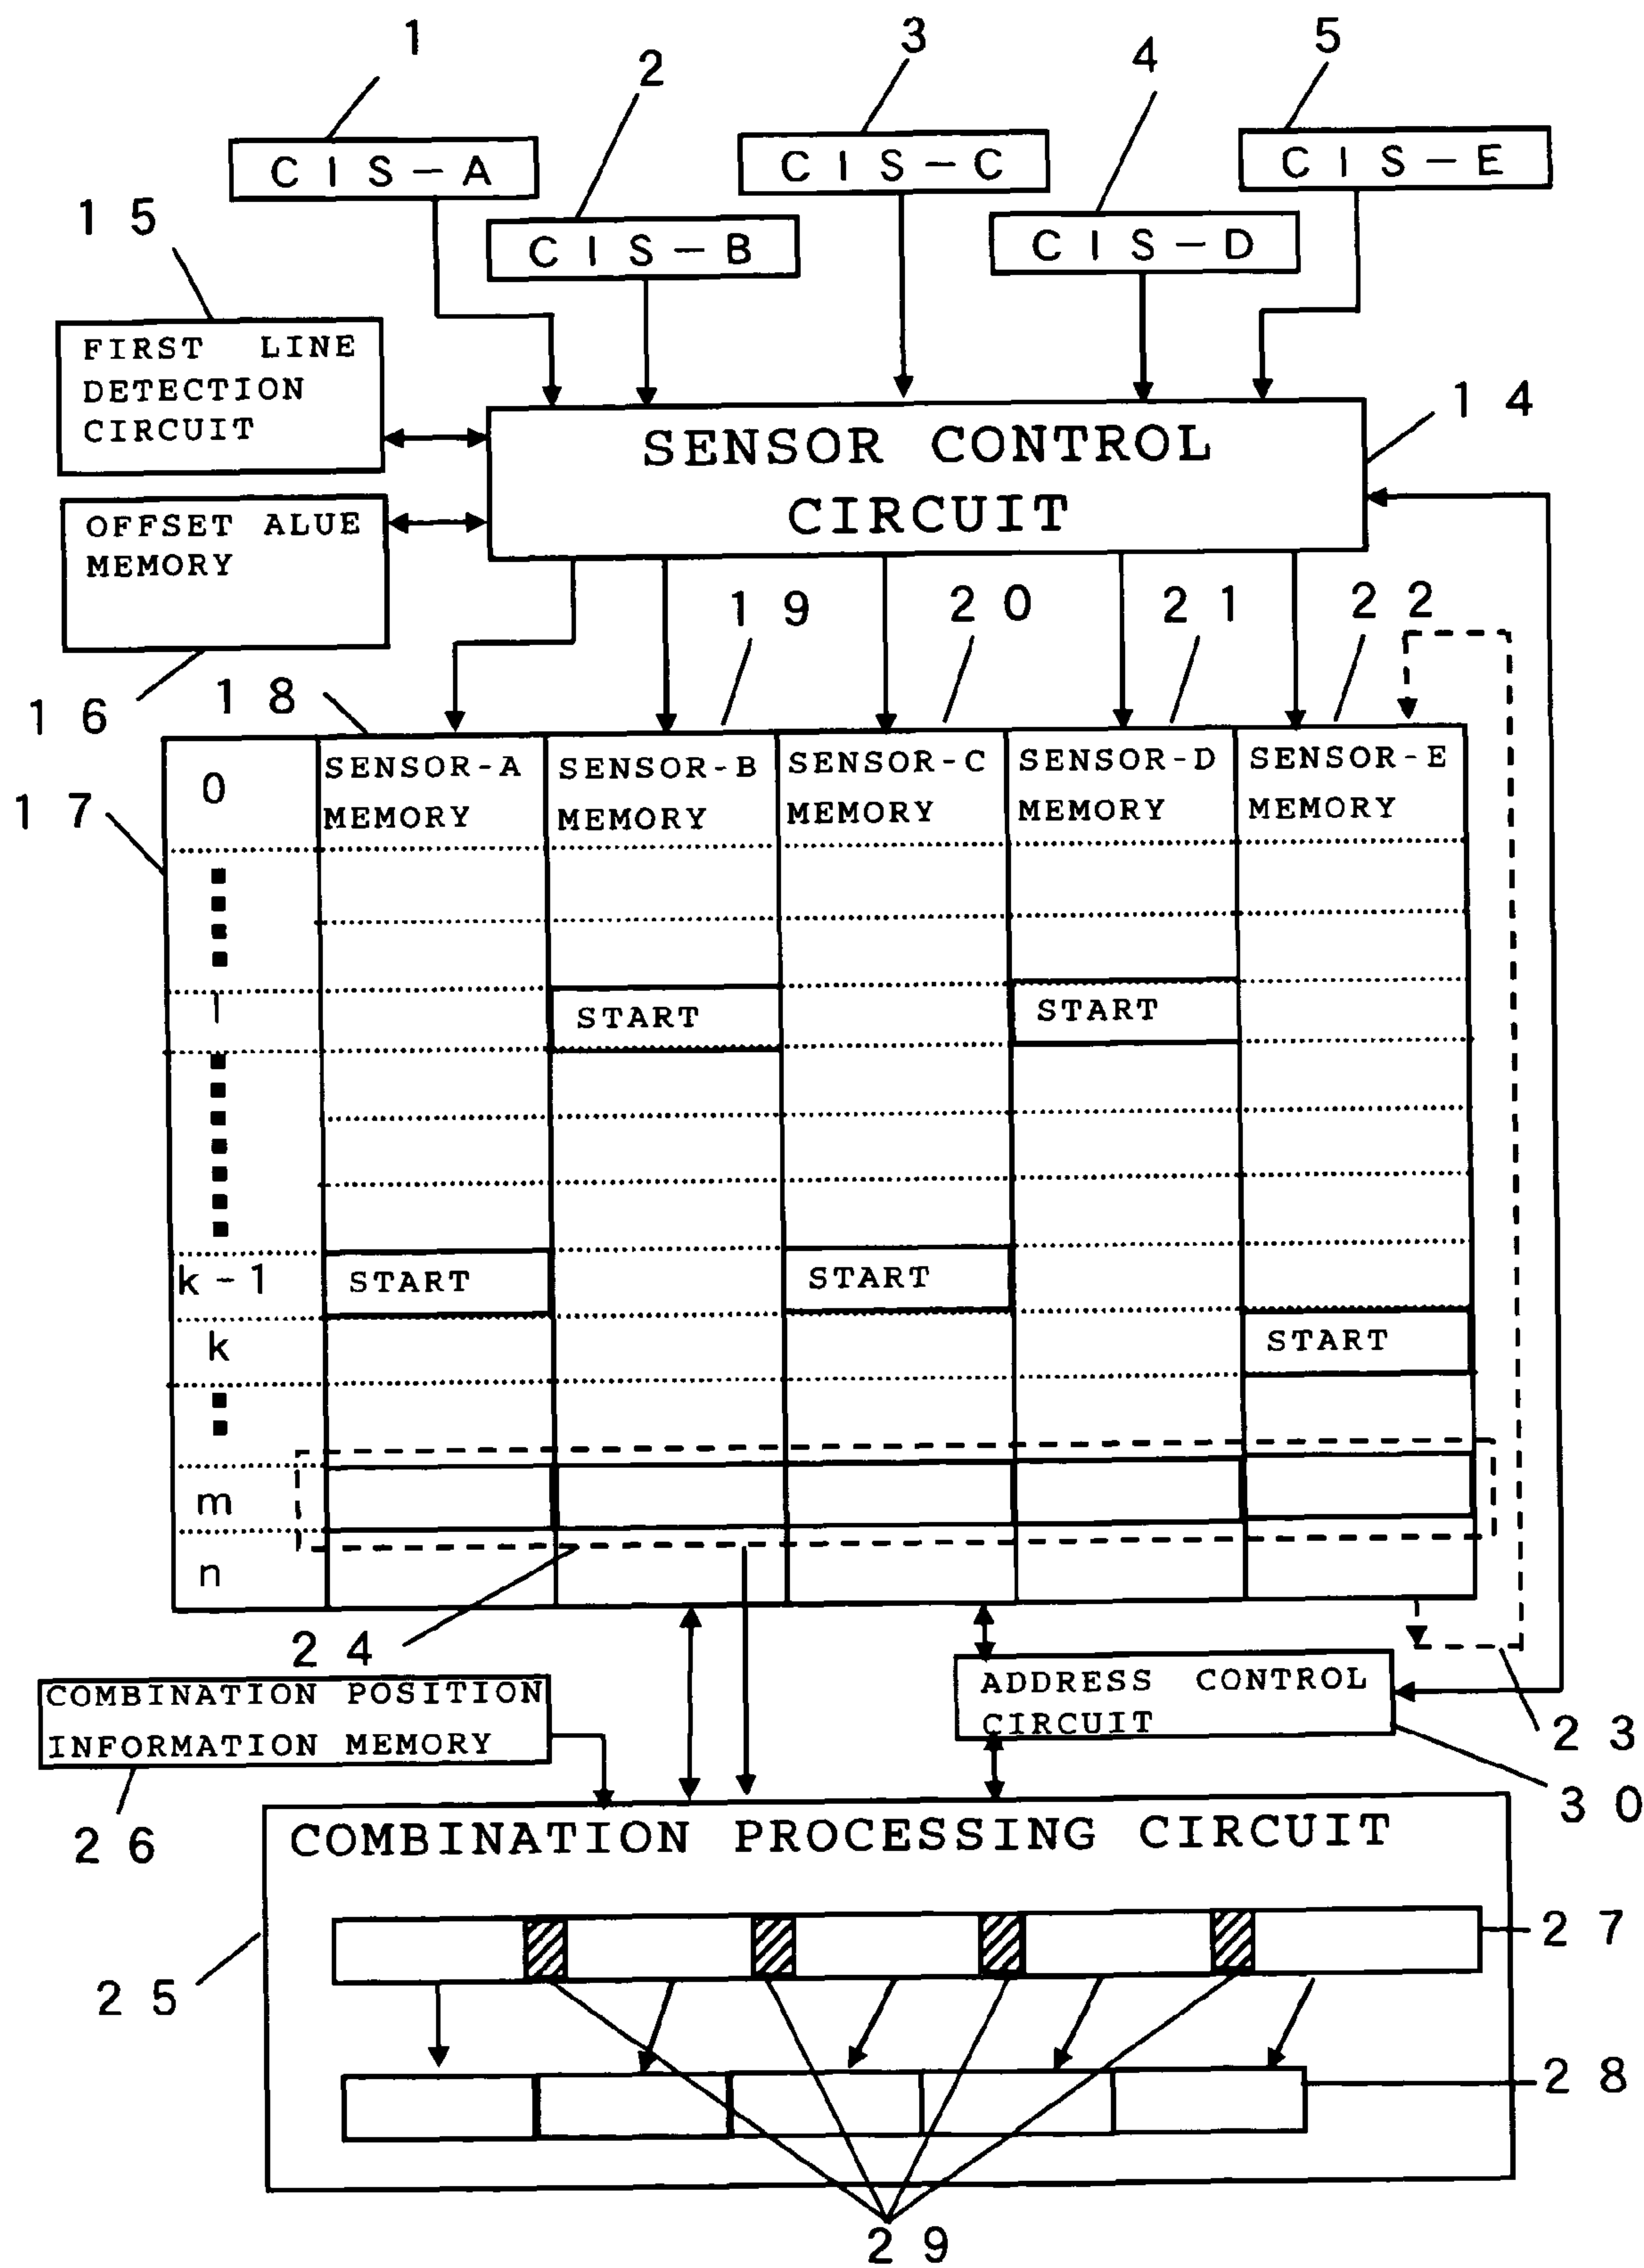 1
2
3
4
5
CIS-A
CIS-C
CIS-E
CIS-B
CIS-D
15
FIRST LINE
DETECTION
CIRCUIT
14
SENSOR CONTROL
CIRCUIT
OFFSET ALUE
MEMORY
16
19
20
21
22
18
17
0
SENSOR-A
MEMORY
SENSOR-B
MEMORY
SENSOR-C
MEMORY
SENSOR-D
MEMORY
SENSOR-E
MEMORY
l
START
START
k-1
START
START
k
START
m
n
24
23
COMBINATION POSITION
INFORMATION MEMORY
26
ADDRESS CONTROL
CIRCUIT
30
COMBINATION PROCESSING CIRCUIT
27
25
28
29